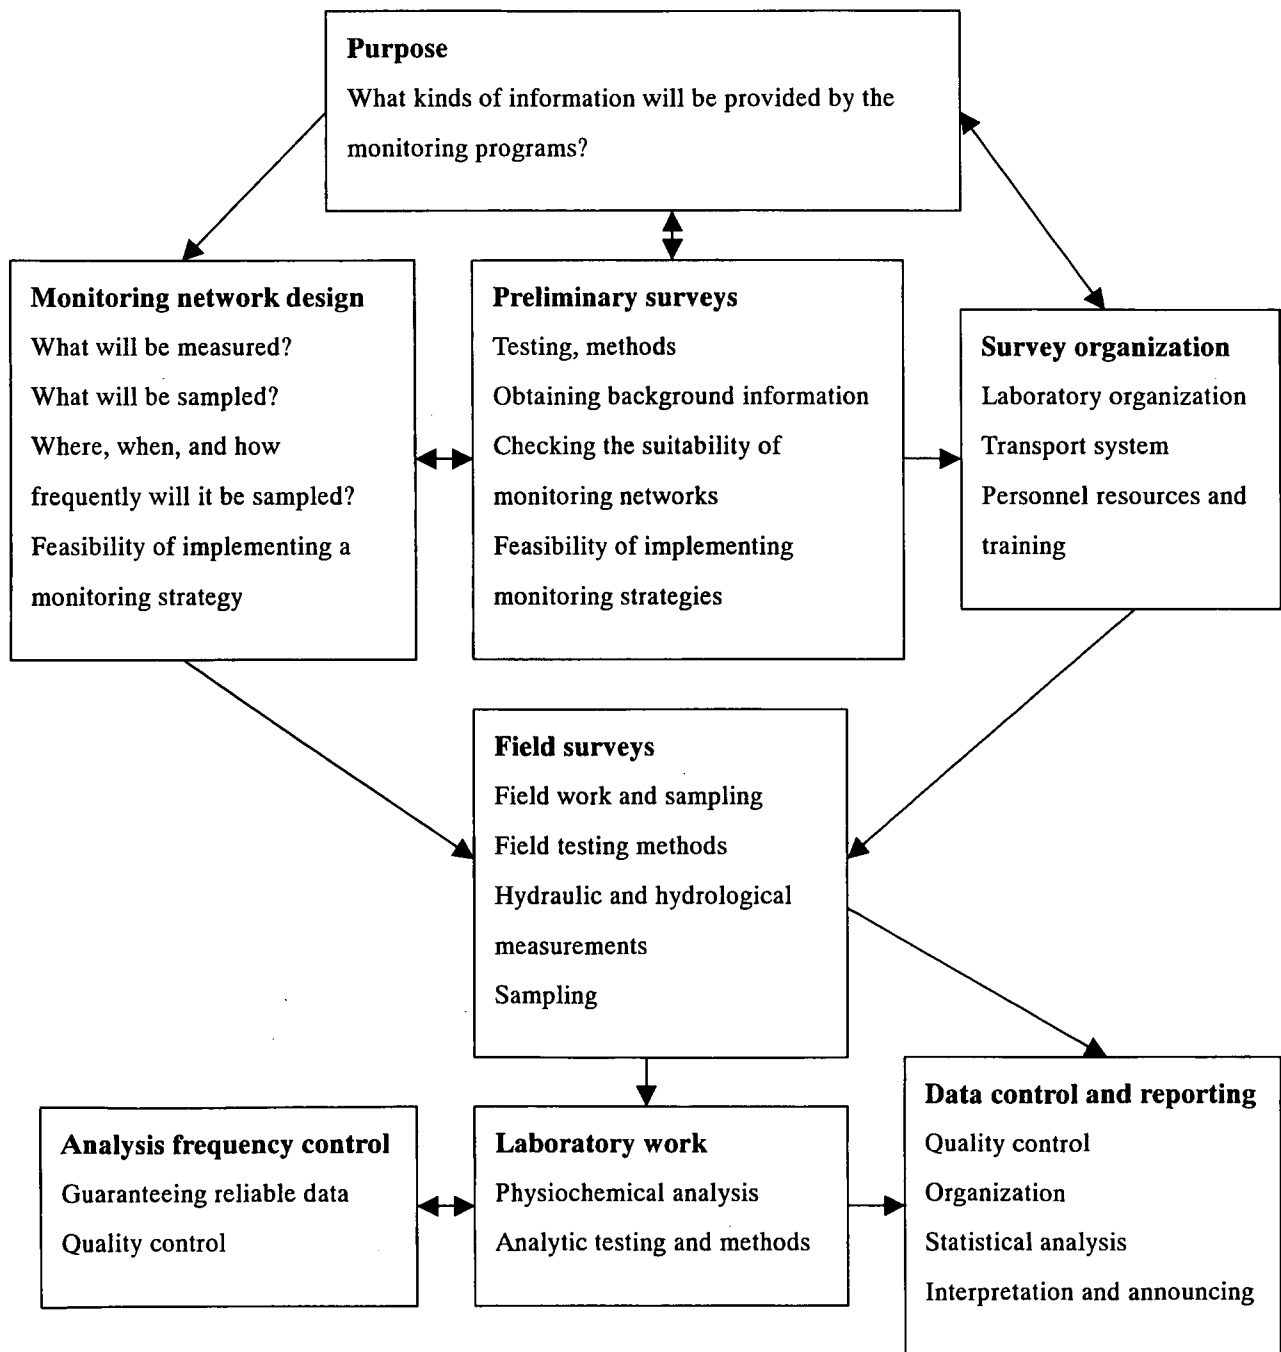 Purpose
What kinds of information will be provided by the
monitoring programs?
Monitoring network design
What will be measured?
What will be sampled?
Where, when, and how
frequently will it be sampled?
Feasibility of implementing a
monitoring strategy
Preliminary surveys
Testing, methods
Obtaining background information
Checking the suitability of
monitoring networks
Feasibility of implementing
monitoring strategies
Survey organization
Laboratory organization
Transport system
Personnel resources and
training
Field surveys
Field work and sampling
Field testing methods
Hydraulic and hydrological
measurements
Sampling
Analysis frequency control
Guaranteeing reliable data
Quality control
Laboratory work
Physiochemical analysis
Analytic testing and methods
Data control and reporting
Quality control
Organization
Statistical analysis
Interpretation and announcing